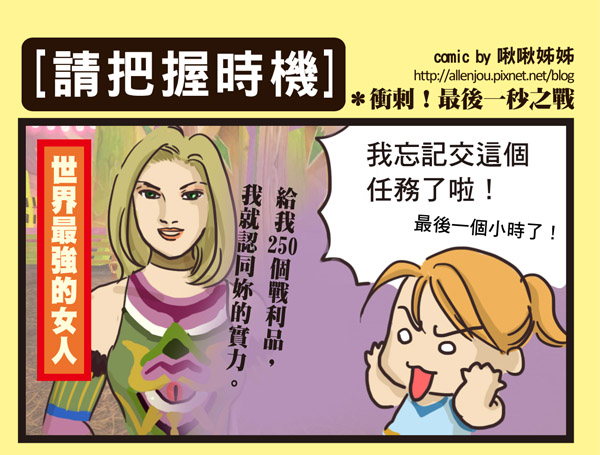 [請把握時機]
comic by 啾啾姊姊
http://allenjou.pixnet.net/blog
＊衝刺！最後一秒之戰
世界最強的女人
給我250個戰利品，
我就認同妳的實力。
我忘記交這個
任務了啦！
最後一個小時了！